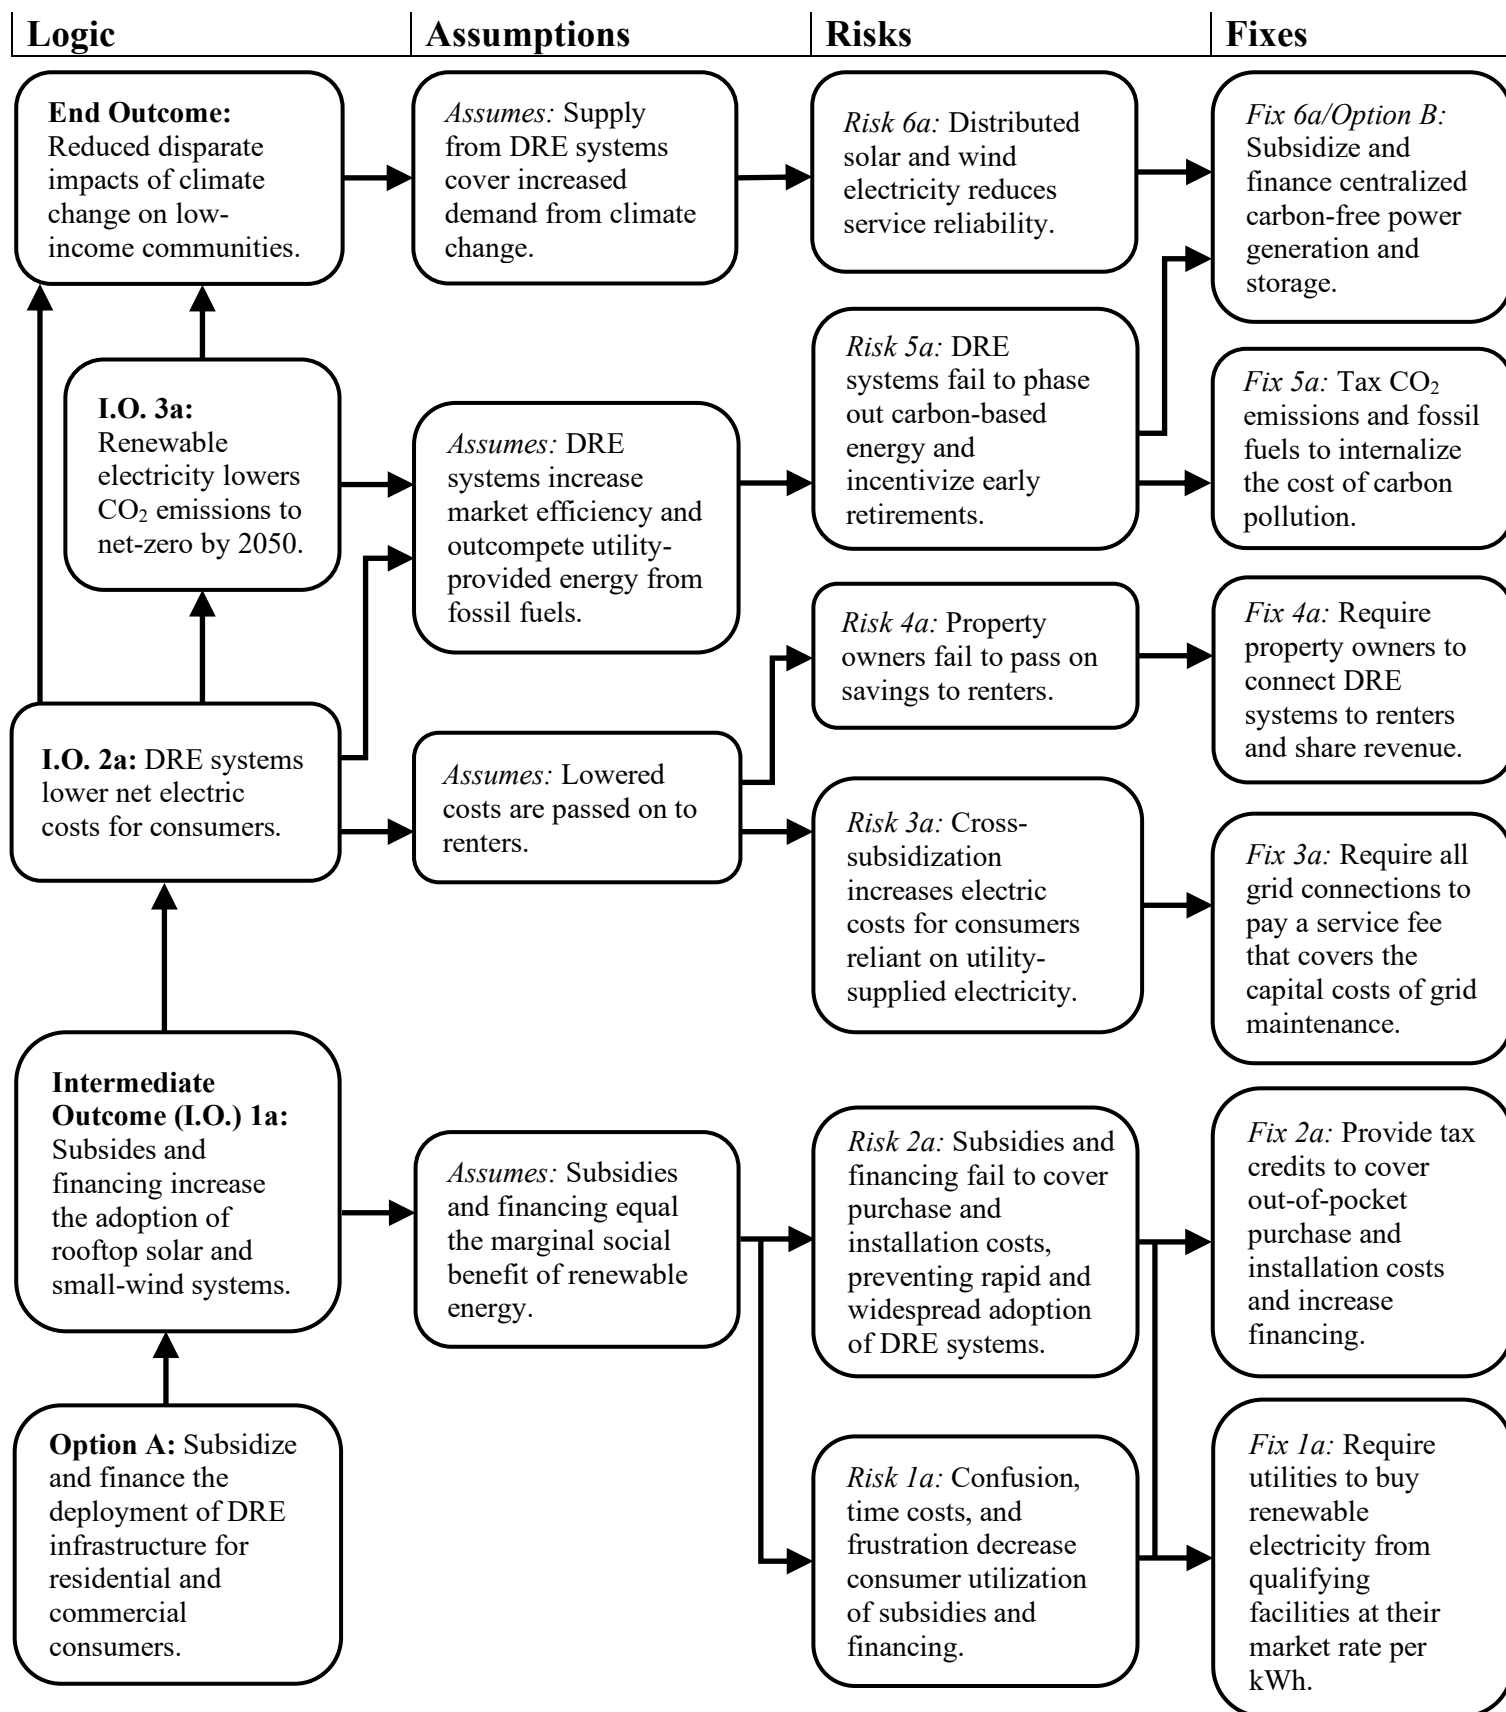 Logic
Assumptions
Risks
Fixes
End Outcome:
Reduced disparate
impacts of climate
change on low-
income communities.
Assumes: Supply
from DRE systems
cover increased
demand from climate
change.
Risk 6a: Distributed
solar and wind
electricity reduces
service reliability.
Fix 6a/Option B:
Subsidize and
finance centralized
carbon-free power
generation and
storage.
I.O. 3a:
Renewable
electricity lowers
CO₂ emissions to
net-zero by 2050.
Assumes: DRE
systems increase
market efficiency and
outcompete utility-
provided energy from
fossil fuels.
Risk 5a: DRE
systems fail to phase
out carbon-based
energy and
incentivize early
retirements.
Fix 5a: Tax CO₂
emissions and fossil
fuels to internalize
the cost of carbon
pollution.
I.O. 2a: DRE systems
lower net electric
costs for consumers.
Assumes: Lowered
costs are passed on to
renters.
Risk 4a: Property
owners fail to pass on
savings to renters.
Fix 4a: Require
property owners to
connect DRE
systems to renters
and share revenue.
Risk 3a: Cross-
subsidization
increases electric
costs for consumers
reliant on utility-
supplied electricity.
Fix 3a: Require all
grid connections to
pay a service fee
that covers the
capital costs of grid
maintenance.
Intermediate
Outcome (I.O.) 1a:
Subsides and
financing increase
the adoption of
rooftop solar and
small-wind systems.
Assumes: Subsidies
and financing equal
the marginal social
benefit of renewable
energy.
Risk 2a: Subsidies and
financing fail to cover
purchase and
installation costs,
preventing rapid and
widespread adoption
of DRE systems.
Fix 2a: Provide tax
credits to cover
out-of-pocket
purchase and
installation costs
and increase
financing.
Option A: Subsidize
and finance the
deployment of DRE
infrastructure for
residential and
commercial
consumers.
Risk 1a: Confusion,
time costs, and
frustration decrease
consumer utilization
of subsidies and
financing.
Fix 1a: Require
utilities to buy
renewable
electricity from
qualifying
facilities at their
market rate per
kWh.